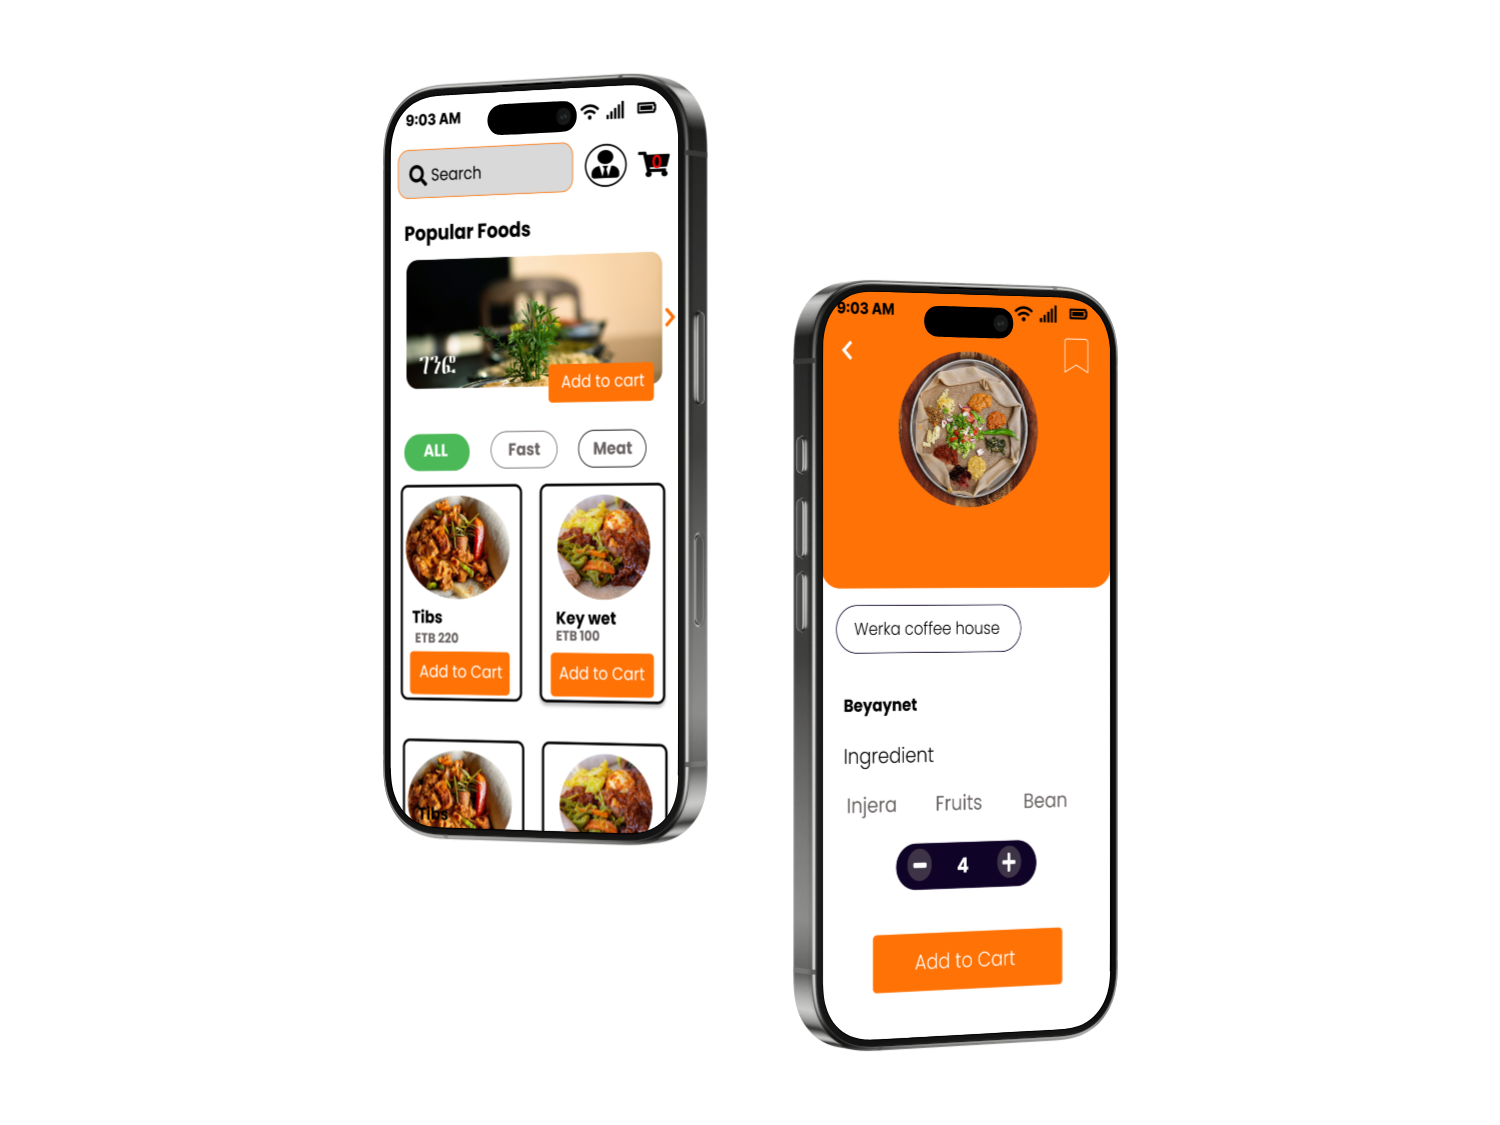 9:03 AM
Search
0
Popular Foods
ገንፎ
Add to cart
ALL
Fast
Meat
Tibs
ETB 220
Add to Cart
Key wet
ETB 100
Add to Cart
Tibs
9:03 AM
Werka coffee house
Beyaynet
Ingredient
Injera
Fruits
Bean
4
Add to Cart